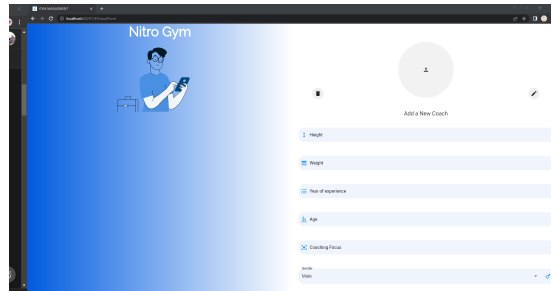 Nitro Gym
Add a New Coach
Height
Weight
Year of experience
Age
Coaching Focus
Gender
Male